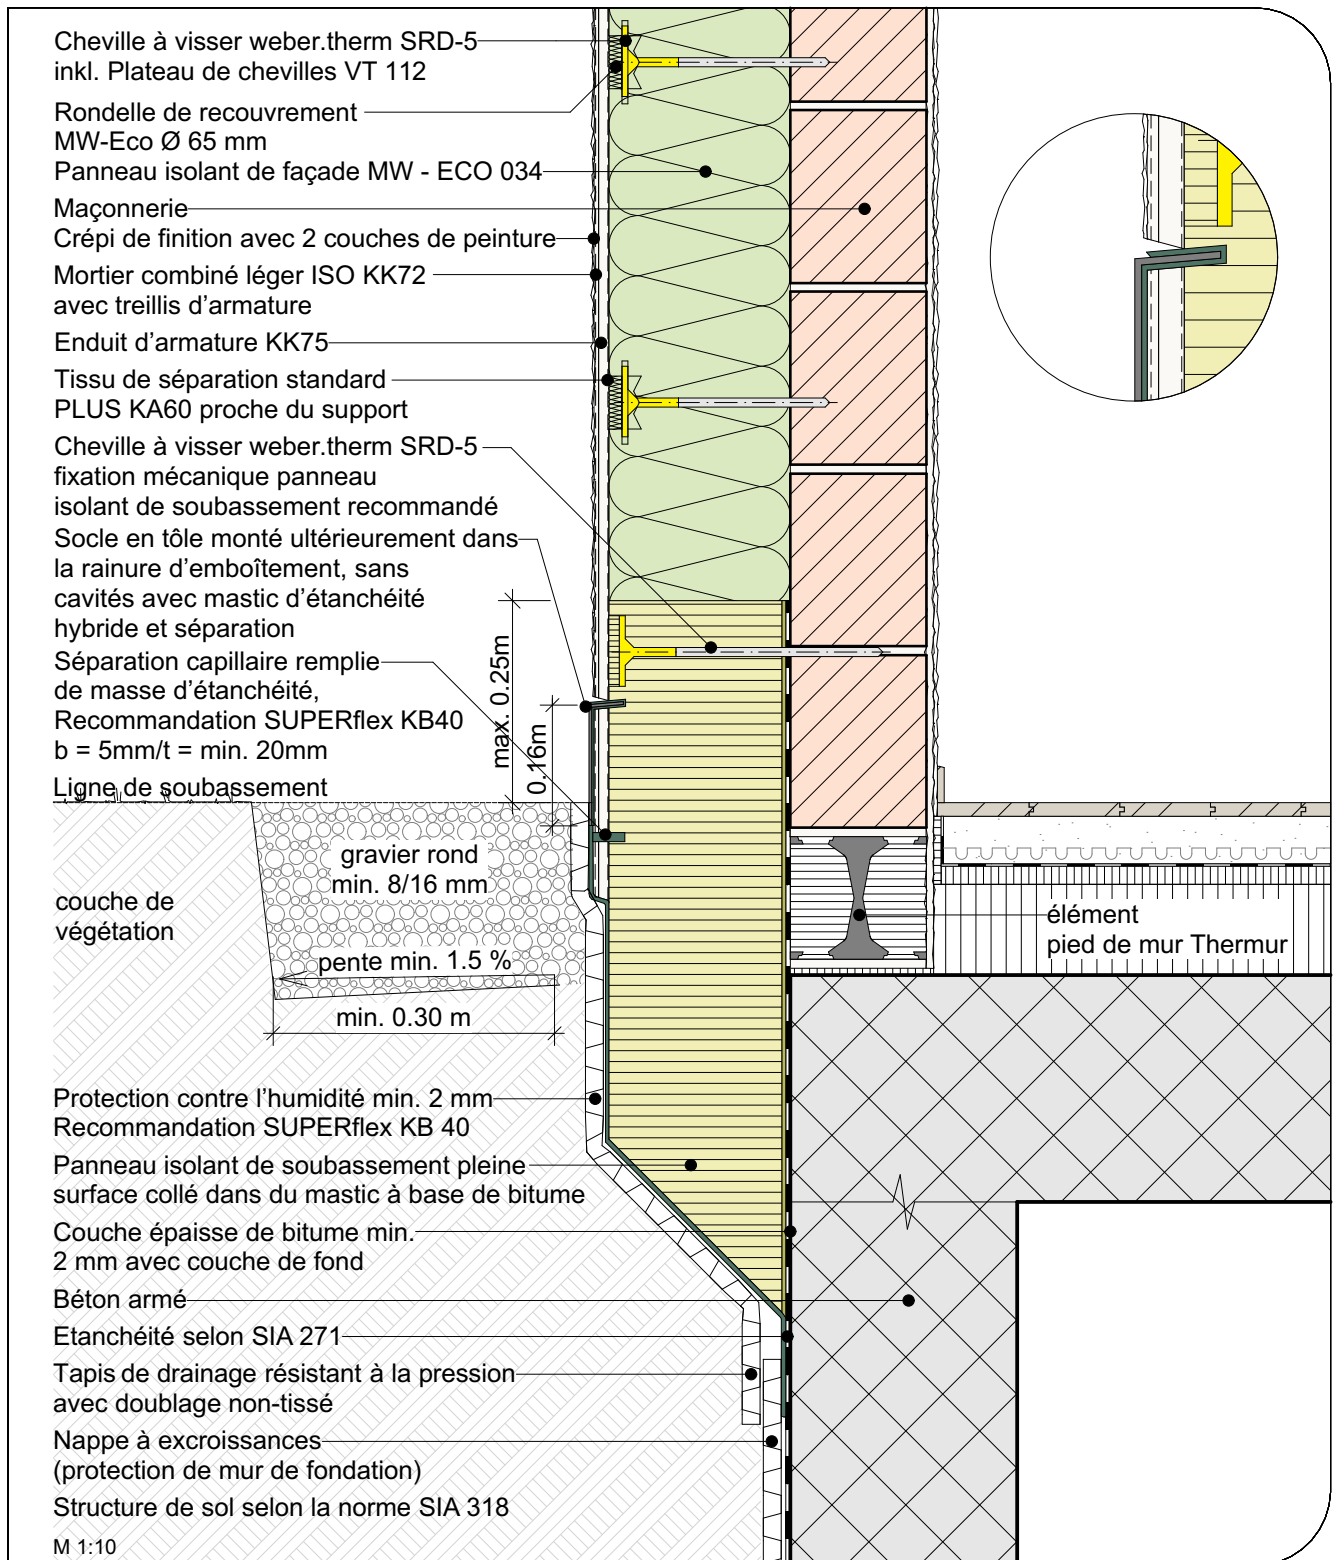 Cheville à visser weber.therm SRD-5
inkl. Plateau de chevilles VT 112
Rondelle de recouvrement
MW-Eco Ø 65 mm
Panneau isolant de façade MW - ECO 034
Maçonnerie
Crépi de finition avec 2 couches de peinture
Mortier combiné léger ISO KK72
avec treillis d’armature
Enduit d’armature KK75
Tissu de séparation standard
PLUS KA60 proche du support
Cheville à visser weber.therm SRD-5
fixation mécanique panneau
isolant de soubassement recommandé
Socle en tôle monté ultérieurement dans
la rainure d’emboîtement, sans
cavités avec mastic d’étanchéité
hybride et séparation
Séparation capillaire remplie
de masse d’étanchéité,
Recommandation SUPERflex KB40
b = 5mm/t = min. 20mm
Ligne de soubassement
max. 0.25m
0.16m
gravier rond
min. 8/16 mm
couche de
végétation
pente min. 1.5 %
min. 0.30 m
élément
pied de mur Thermur
Protection contre l’humidité min. 2 mm
Recommandation SUPERflex KB 40
Panneau isolant de soubassement pleine
surface collé dans du mastic à base de bitume
Couche épaisse de bitume min.
2 mm avec couche de fond
Béton armé
Etanchéité selon SIA 271
Tapis de drainage résistant à la pression
avec doublage non-tissé
Nappe à excroissances
(protection de mur de fondation)
Structure de sol selon la norme SIA 318
M 1:10